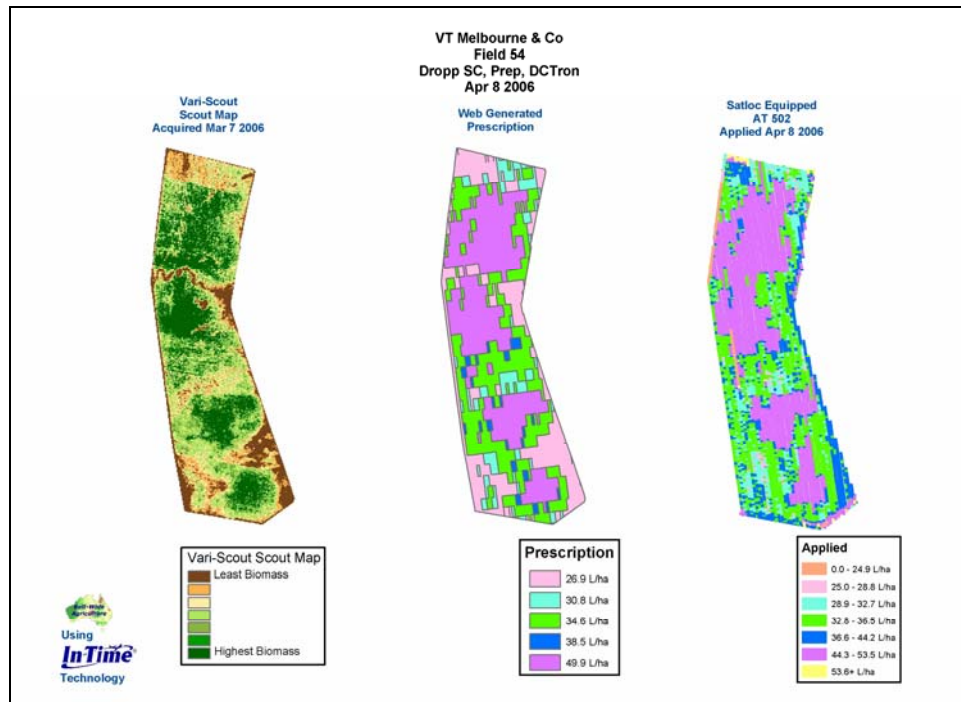 VT Melbourne & Co
Field 54
Dropp SC, Prep, DCTron
Apr 8 2006
Vari-Scout
Scout Map
Acquired Mar 7 2006
Web Generated
Prescription
Satloc Equipped
AT 502
Applied Apr 8 2006
Vari-Scout Scout Map
Least Biomass
Highest Biomass
Prescription
26.9 L/ha
30.8 L/ha
34.6 L/ha
38.5 L/ha
49.9 L/ha
Applied
0.0 - 24.9 L/ha
25.0 - 28.8 L/ha
28.9 - 32.7 L/ha
32.8 - 36.5 L/ha
36.6 - 44.2 L/ha
44.3 - 53.5 L/ha
53.6+ L/ha
Agriculture
Using
InTime
Technology